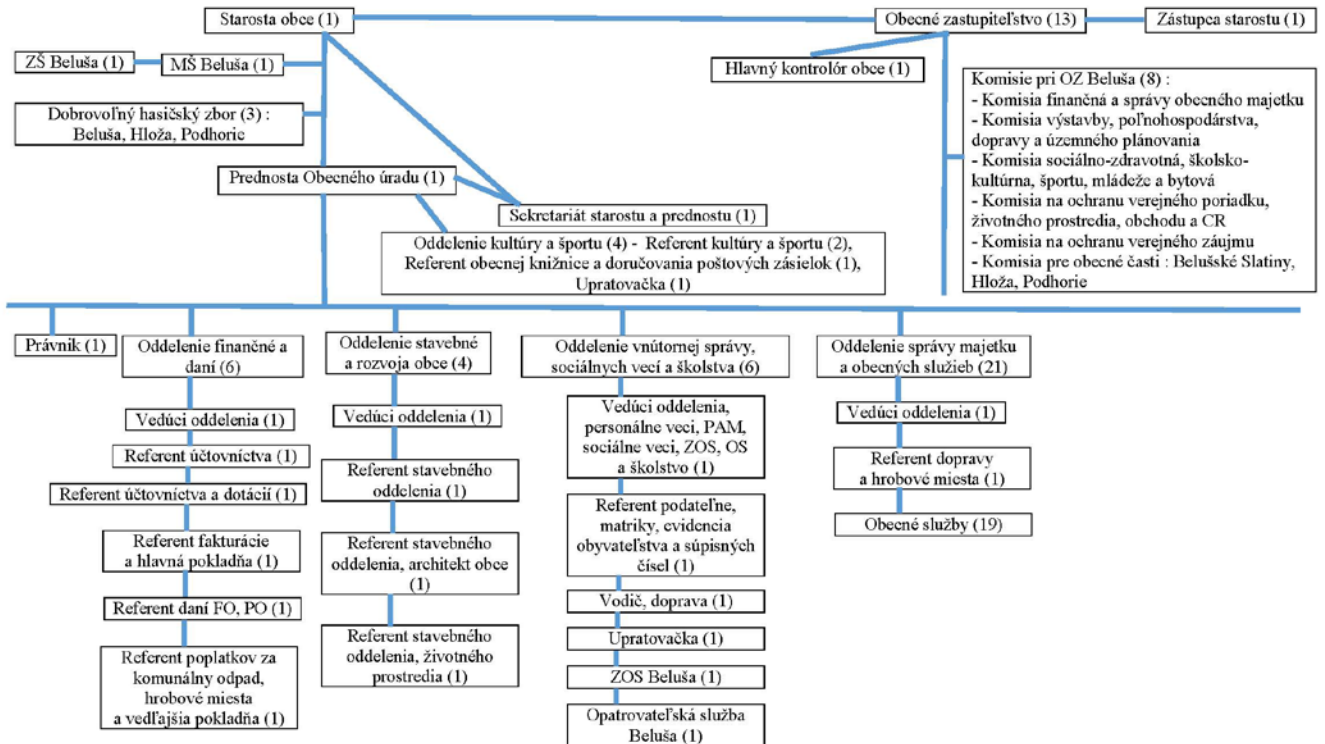 Starosta obce (1)
Obecné zastupiteľstvo (13)
Zástupca starostu (1)
ZŠ Beluša (1)
MŠ Beluša (1)
Hlavný kontrolór obce (1)
Komisie pri OZ Beluša (8) :
- Komisia finančná a správy obecného majetku
- Komisia výstavby, poľnohospodárstva,
dopravy a územného plánovania
- Komisia sociálno-zdravotná, školsko-
kultúrna, športu, mládeže a bytová
- Komisia na ochranu verejného poriadku,
životného prostredia, obchodu a CR
- Komisia na ochranu verejného záujmu
- Komisia pre obecné časti : Belušské Slatiny,
Hloža, Podhorie
Dobrovoľný hasičský zbor (3) :
Beluša, Hloža, Podhorie
Prednosta Obecného úradu (1)
Sekretariát starostu a prednostu (1)
Oddelenie kultúry a športu (4) - Referent kultúry a športu (2),
Referent obecnej knižnice a doručovania poštových zásielok (1),
Upratovačka (1)
Právnik (1)
Oddelenie finančné a
daní (6)
Vedúci oddelenia (1)
Referent účtovníctva (1)
Referent účtovníctva a dotácií (1)
Referent fakturácie
a hlavná pokladňa (1)
Referent daní FO, PO (1)
Referent poplatkov za
komunálny odpad,
hrobové miesta
a vedľajšia pokladňa (1)
Oddelenie stavebné
a rozvoja obce (4)
Vedúci oddelenia (1)
Referent stavebného
oddelenia (1)
Referent stavebného
oddelenia, architekt obce
(1)
Referent stavebného
oddelenia, životného
prostredia (1)
Oddelenie vnútornej správy,
sociálnych vecí a školstva (6)
Vedúci oddelenia,
personálne veci, PAM,
sociálne veci, ZOS, OS
a školstvo (1)
Referent podateľne,
matriky, evidencia
obyvateľstva a súpisných
čísel (1)
Vodič, doprava (1)
Upratovačka (1)
ZOS Beluša (1)
Opatrovateľská služba
Beluša (1)
Oddelenie správy majetku
a obecných služieb (21)
Vedúci oddelenia (1)
Referent dopravy
a hrobové miesta (1)
Obecné služby (19)